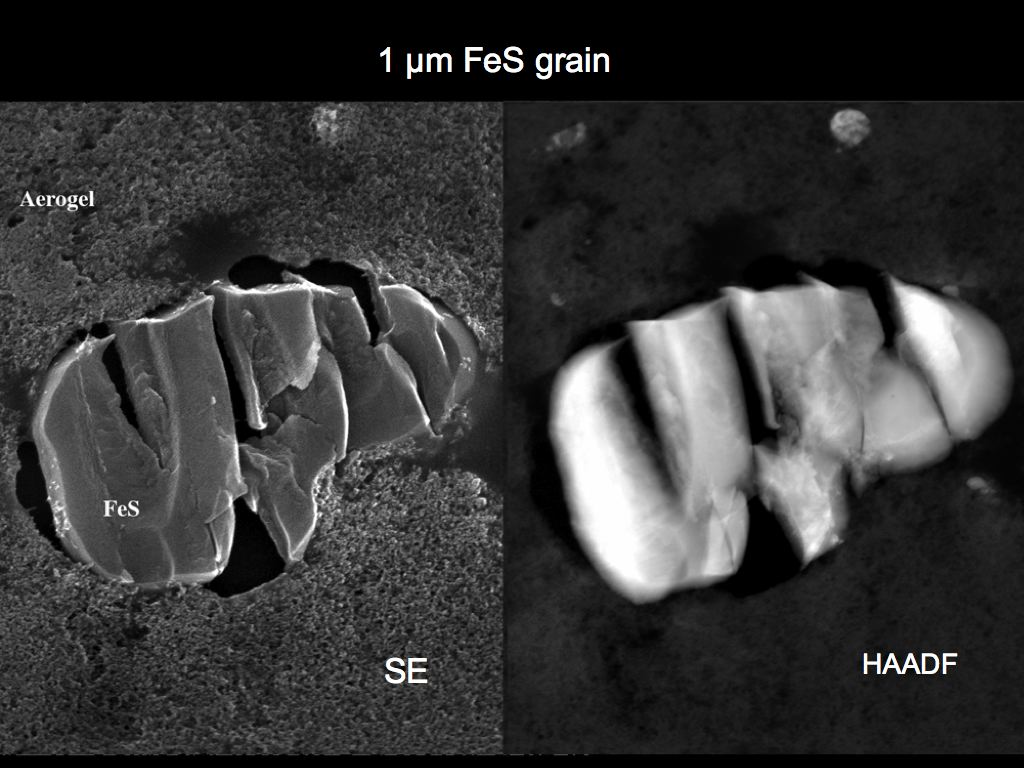 1 µm FeS grain
Aerogel
FeS
SE
HAADF